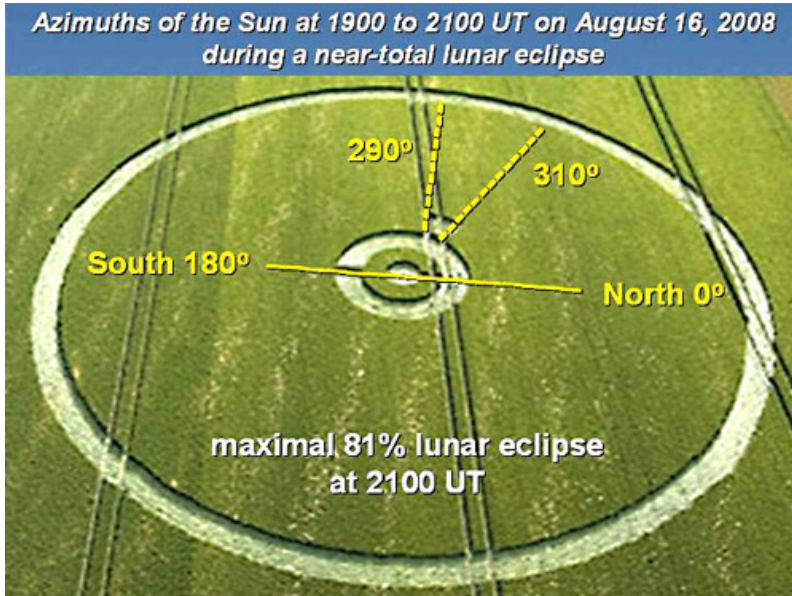 Azimuths of the Sun at 1900 to 2100 UT on August 16, 2008
during a near-total lunar eclipse
290º
310º
South 180º
North 0º
maximal 81% lunar eclipse
at 2100 UT